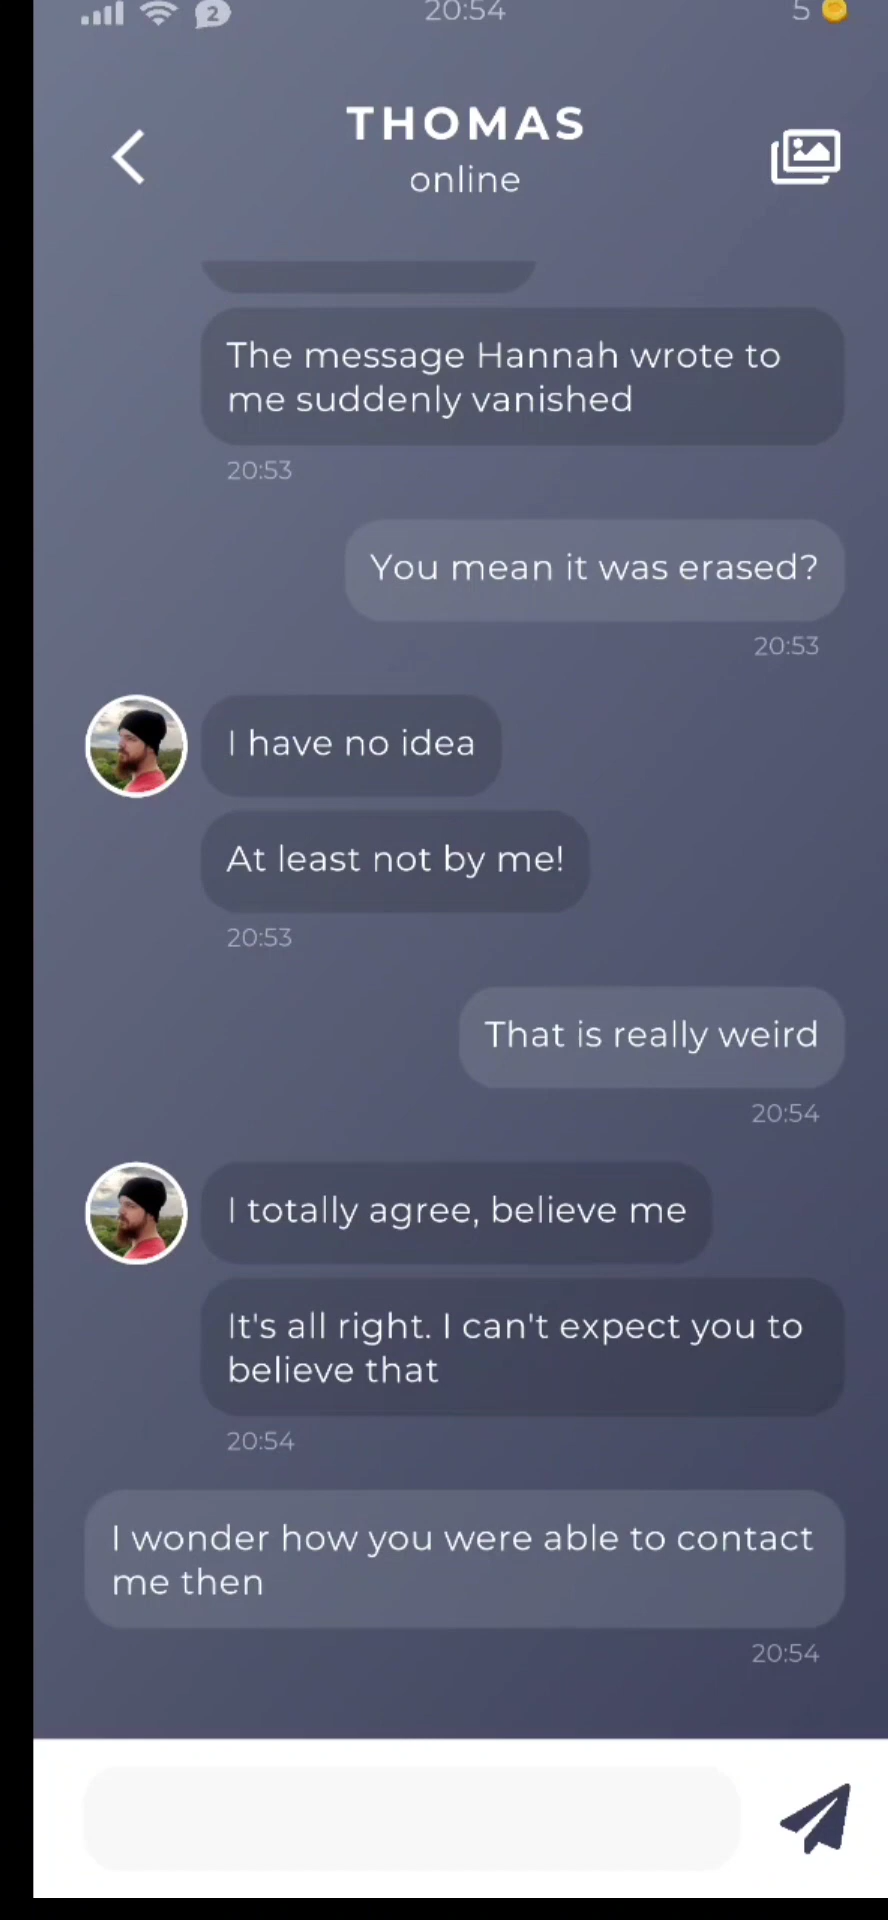 2
20:54
5
THOMAS
online
The message Hannah wrote to
me suddenly vanished
20:53
You mean it was erased?
20:53
I have no idea
At least not by me!
20:53
That is really weird
20:54
I totally agree, believe me
It's all right. I can't expect you to
believe that
20:54
I wonder how you were able to contact
me then
20:54